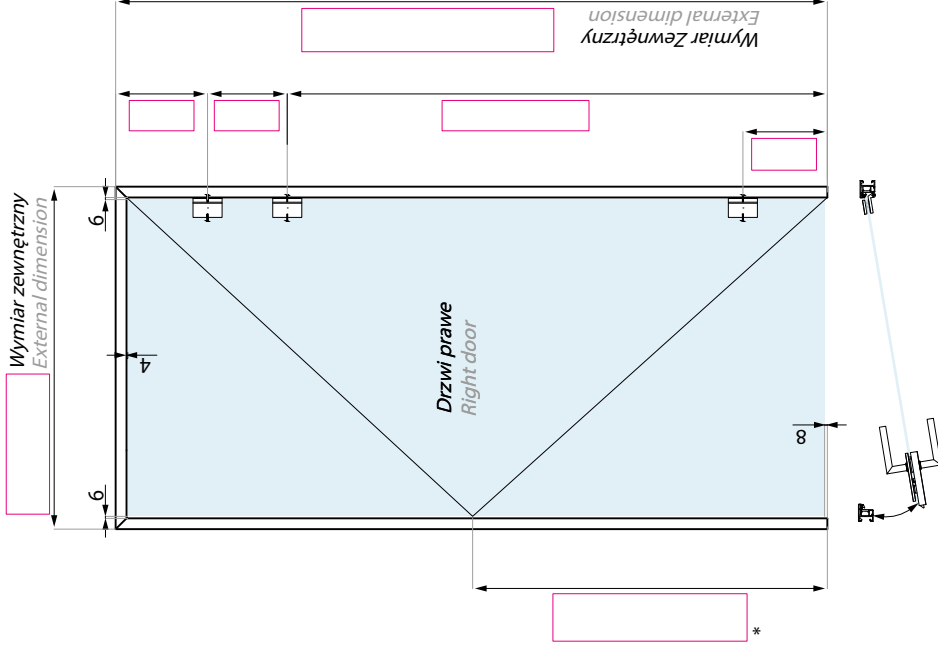 Wymiar Zewnętrzny
External dimension
Wymiar zewnętrzny
External dimension
6
4
6
Drzwi prawe
Right door
8
*